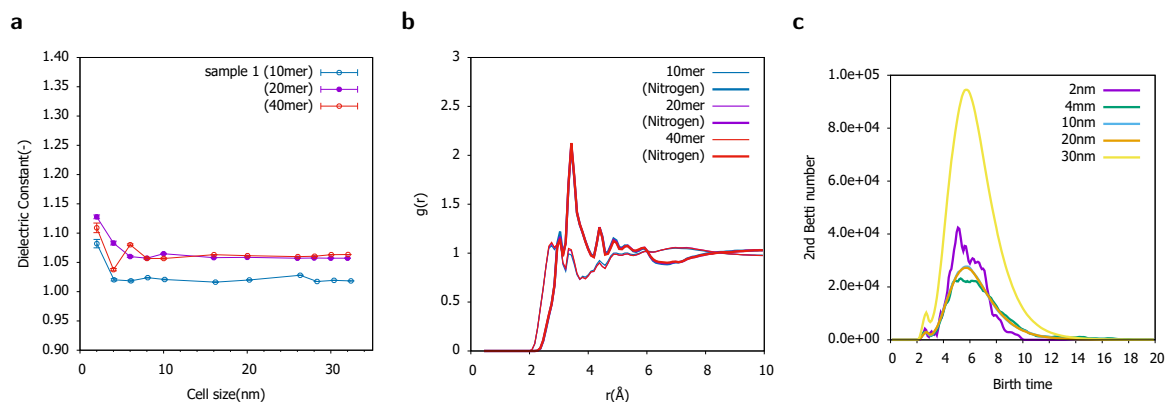 a
1.40
1.35
1.30
1.25
1.20
1.15
1.10
1.05
1.00
0.95
0.90
Dielectric Constant(-)
sample 1 (10mer)
(20mer)
(40mer)
0 5 10 15 20 25 30
Cell size(nm)
b
3
2.5
2
1.5
1
0.5
0
g(r)
10mer
(Nitrogen)
20mer
(Nitrogen)
40mer
(Nitrogen)
0 2 4 6 8 10
r(Å)
c
1.0e+05
8.0e+04
6.0e+04
4.0e+04
2.0e+04
0.0e+00
2nd Betti number
2nm
4mm
10nm
20nm
30nm
0 2 4 6 8 10 12 14 16 18 20
Birth time